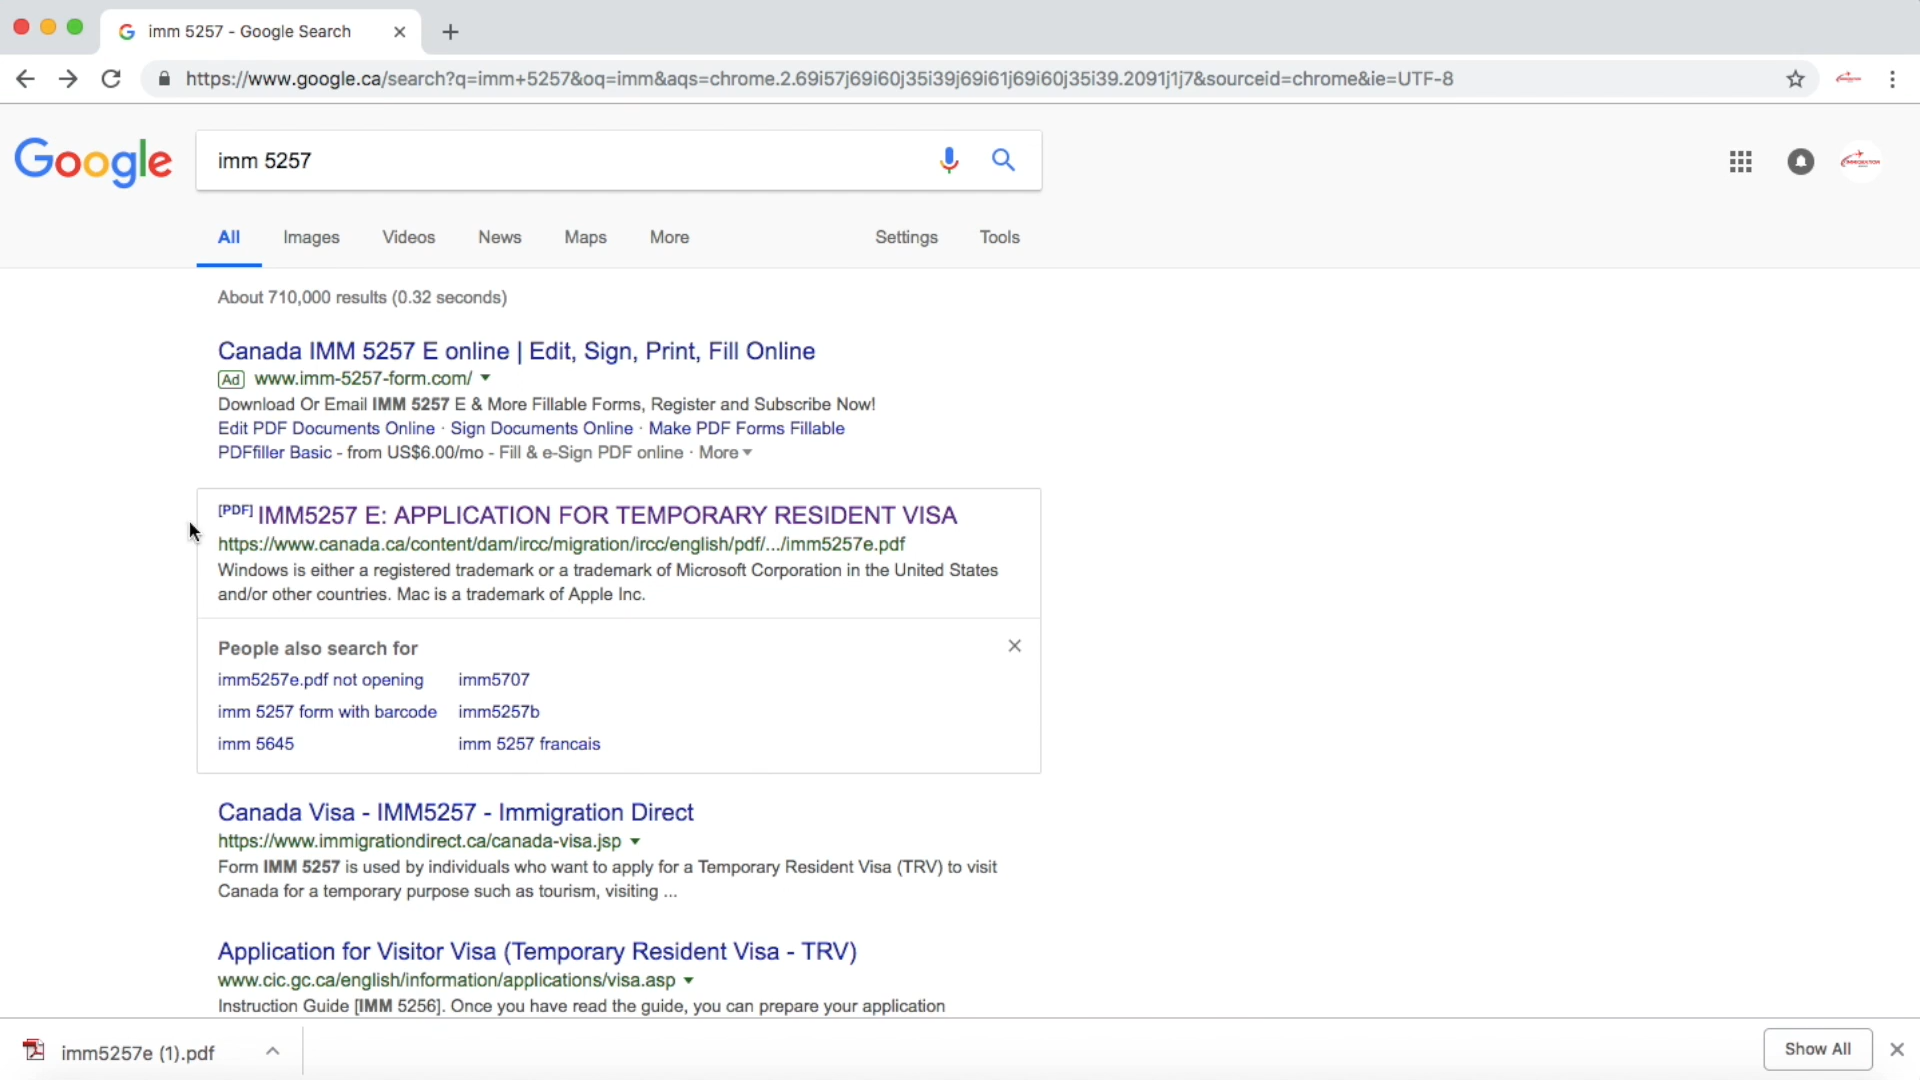 imm 5257 - Google Search
https://www.google.ca/search?q=imm+5257&oq=imm&aqs=chrome.2.69i57j69i60j35i39j69i61j69i60j35i39.2091j1j7&sourceid=chrome&ie=UTF-8
Google
imm 5257
All Images Videos News Maps More Settings Tools
About 710,000 results (0.32 seconds)
Canada IMM 5257 E online | Edit, Sign, Print, Fill Online
Ad www.imm-5257-form.com/
Download Or Email IMM 5257 E & More Fillable Forms, Register and Subscribe Now!
Edit PDF Documents Online · Sign Documents Online · Make PDF Forms Fillable
PDFfiller Basic - from US$6.00/mo - Fill & e-Sign PDF online · More
[PDF] IMM5257 E: APPLICATION FOR TEMPORARY RESIDENT VISA
https://www.canada.ca/content/dam/ircc/migration/ircc/english/pdf/.../imm5257e.pdf
Windows is either a registered trademark or a trademark of Microsoft Corporation in the United States
and/or other countries. Mac is a trademark of Apple Inc.
People also search for
imm5257e.pdf not opening imm5707
imm 5257 form with barcode imm5257b
imm 5645 imm 5257 francais
Canada Visa - IMM5257 - Immigration Direct
https://www.immigrationdirect.ca/canada-visa.jsp
Form IMM 5257 is used by individuals who want to apply for a Temporary Resident Visa (TRV) to visit
Canada for a temporary purpose such as tourism, visiting ...
Application for Visitor Visa (Temporary Resident Visa - TRV)
www.cic.gc.ca/english/information/applications/visa.asp
Instruction Guide [IMM 5256]. Once you have read the guide, you can prepare your application
imm5257e (1).pdf
Show All